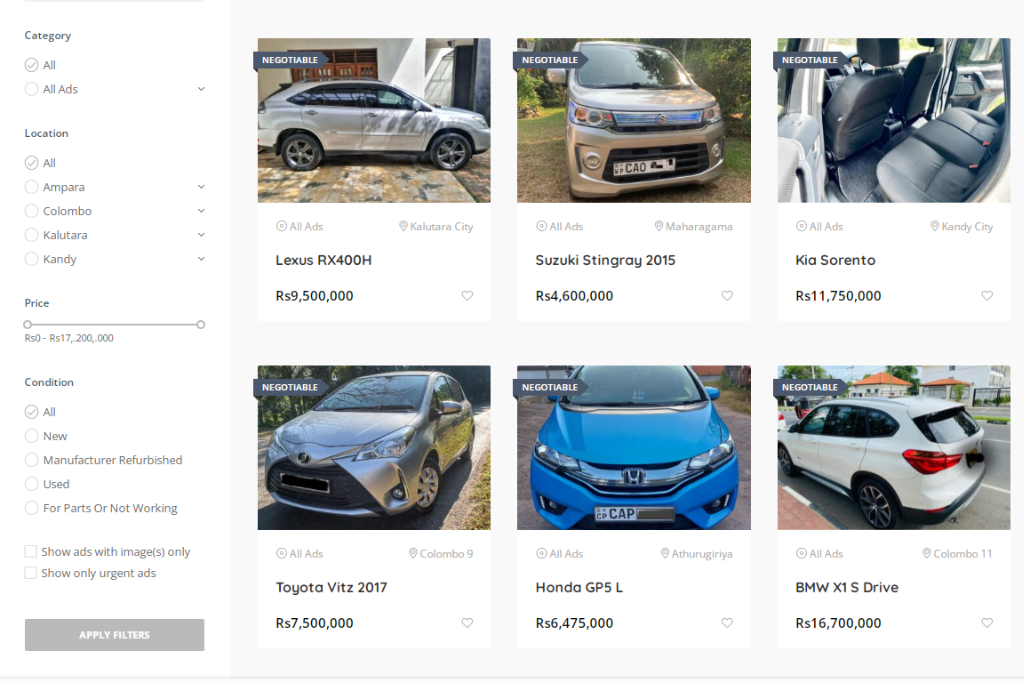 Category
All
All Ads
Location
All
Ampara
Colombo
Kalutara
Kandy
Price
Rs0 - Rs17,.200,.000
Condition
All
New
Manufacturer Refurbished
Used
For Parts Or Not Working
Show ads with image(s) only
Show only urgent ads
APPLY FILTERS
NEGOTIABLE
All Ads Kalutara City
Lexus RX400H
Rs9,500,000
NEGOTIABLE
CAO
All Ads Maharagama
Suzuki Stingray 2015
Rs4,600,000
NEGOTIABLE
All Ads Kandy City
Kia Sorento
Rs11,750,000
NEGOTIABLE
All Ads Colombo 9
Toyota Vitz 2017
Rs7,500,000
NEGOTIABLE
CAP
All Ads Athurugiriya
Honda GP5 L
Rs6,475,000
NEGOTIABLE
All Ads Colombo 11
BMW X1 S Drive
Rs16,700,000